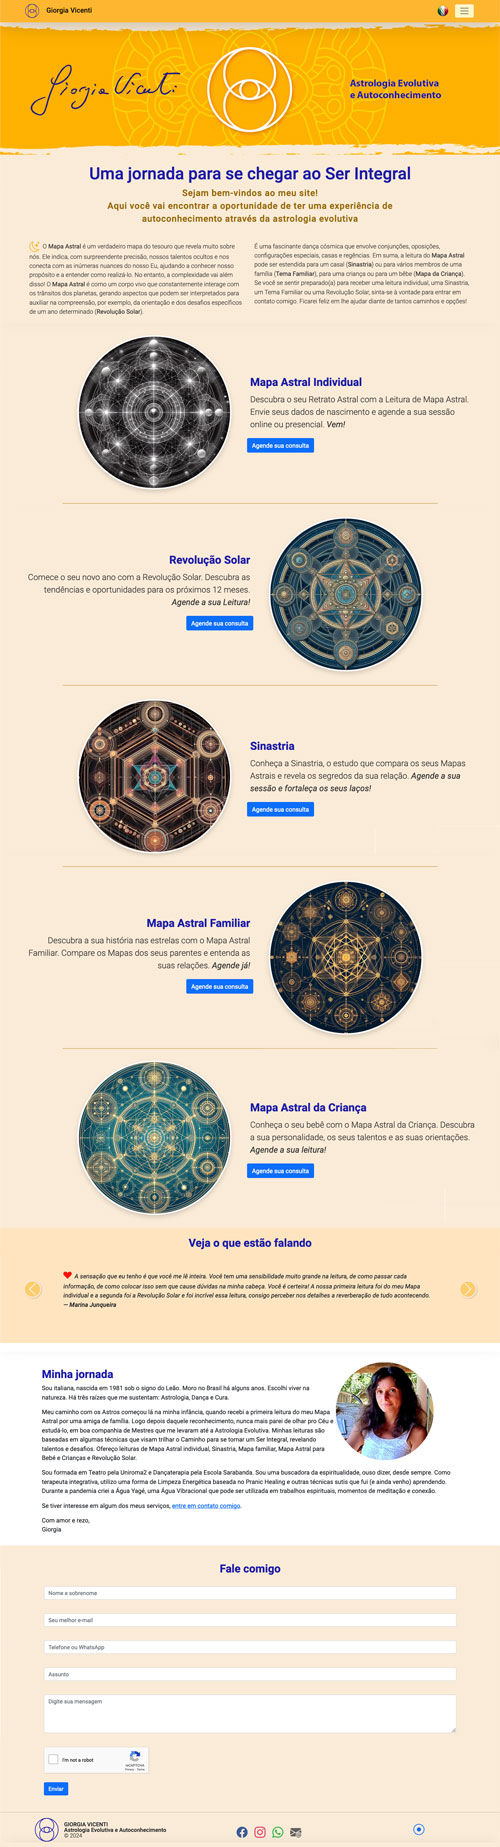 Giorgia Vicenti
Giorgia Vicenti
Astrologia Evolutiva
e Autoconhecimento
Uma jornada para se chegar ao Ser Integral
Sejam bem-vindos ao meu site!
Aqui você vai encontrar a oportunidade de ter uma experiência de
autoconhecimento através da astrologia evolutiva
O Mapa Astral é um verdadeiro mapa do tesouro que revela muito sobre
nós. Ele indica, com surpreendente precisão, nossos talentos ocultos e nos
conecta com as inúmeras nuances do nosso Eu, ajudando a conhecer nosso
propósito e a entender como realizá-lo. No entanto, a complexidade vai além
disso! O Mapa Astral é como um corpo vivo que constantemente interage com
os trânsitos dos planetas, gerando aspectos que podem ser interpretados para
auxiliar na compreensão, por exemplo, da orientação e dos desafios específicos
de um ano determinado (Revolução Solar).
É uma fascinante dança cósmica que envolve conjunções, oposições,
configurações especiais, casas e regências. Em suma, a leitura do Mapa Astral
pode ser estendida para um casal (Sinastria) ou para vários membros de uma
família (Tema Familiar), para uma criança ou para um bebê (Mapa da Criança).
Se você se sentir preparado(a) para receber uma leitura individual, uma Sinastria,
um Tema Familiar ou uma Revolução Solar, sinta-se à vontade para entrar em
contato comigo. Ficarei feliz em lhe ajudar diante de tantos caminhos e opções!
Mapa Astral Individual
Descubra o seu Retrato Astral com a Leitura de Mapa Astral.
Envie seus dados de nascimento e agende a sua sessão
online ou presencial. Vem!
Agende sua consulta
Revolução Solar
Comece o seu novo ano com a Revolução Solar. Descubra as
tendências e oportunidades para os próximos 12 meses.
Agende a sua Leitura!
Agende sua consulta
Sinastria
Conheça a Sinastria, o estudo que compara os seus Mapas
Astrais e revela os segredos da sua relação. Agende a sua
sessão e fortaleça os seus laços!
Agende sua consulta
Mapa Astral Familiar
Descubra a sua história nas estrelas com o Mapa Astral
Familiar. Compare os Mapas dos seus parentes e entenda as
suas relações. Agende já!
Agende sua consulta
Mapa Astral da Criança
Conheça o seu bebê com o Mapa Astral da Criança. Descubra
a sua personalidade, os seus talentos e as suas orientações.
Agende a sua leitura!
Agende sua consulta
Veja o que estão falando
A sensação que eu tenho é que você me lê inteira. Você tem uma sensibilidade muito grande na leitura, de como passar cada
informação, de como colocar isso sem que cause dúvidas na minha cabeça. Você é certeira! A nossa primeira leitura foi do meu Mapa
individual e a segunda foi a Revolução Solar e foi incrível essa leitura, consigo perceber nos detalhes a reverberação de tudo acontecendo.
— Marina Junqueira
Minha jornada
Sou italiana, nascida em 1981 sob o signo do Leão. Moro no Brasil há alguns anos. Escolhi viver na
natureza. Há três raízes que me sustentam: Astrologia, Dança e Cura.
Meu caminho com os Astros começou lá na minha infância, quando recebi a primeira leitura do meu Mapa
Astral por uma amiga de família. Logo depois daquele reconhecimento, nunca mais parei de olhar pro Céu e
estudá-lo, em boa companhia de Mestres que me levaram até a Astrologia Evolutiva. Minhas leituras são
baseadas em algumas técnicas que visam trilhar o Caminho para se tornar um Ser Integral, revelando
talentos e desafios. Ofereço leituras de Mapa Astral individual, Sinastria, Mapa familiar, Mapa Astral para
Bebé e Crianças e Revolução Solar.
Sou formada em Teatro pela Uniroma2 e Dançaterapia pela Escola Sarabanda. Sou uma buscadora da espiritualidade, ouso dizer, desde sempre. Como
terapeuta integrativa, utilizo uma forma de Limpeza Energética baseada no Pranic Healing e outras técnicas sutis que fui (e ainda venho) aprendendo.
Durante a pandemia criei a Água Yagé, uma Água Vibracional que pode ser utilizada em trabalhos espirituais, momentos de meditação e conexão.
Se tiver interesse em algum dos meus serviços, entre em contato comigo.
Com amor e rezo,
Giorgia
Fale comigo
Nome e sobrenome
Seu melhor e-mail
Telefone ou WhatsApp
Assunto
Digite sua mensagem
I'm not a robot
reCAPTCHA
Privacy - Terms
Enviar
GIORGIA VICENTI
Astrologia Evolutiva e Autoconhecimento
© 2024